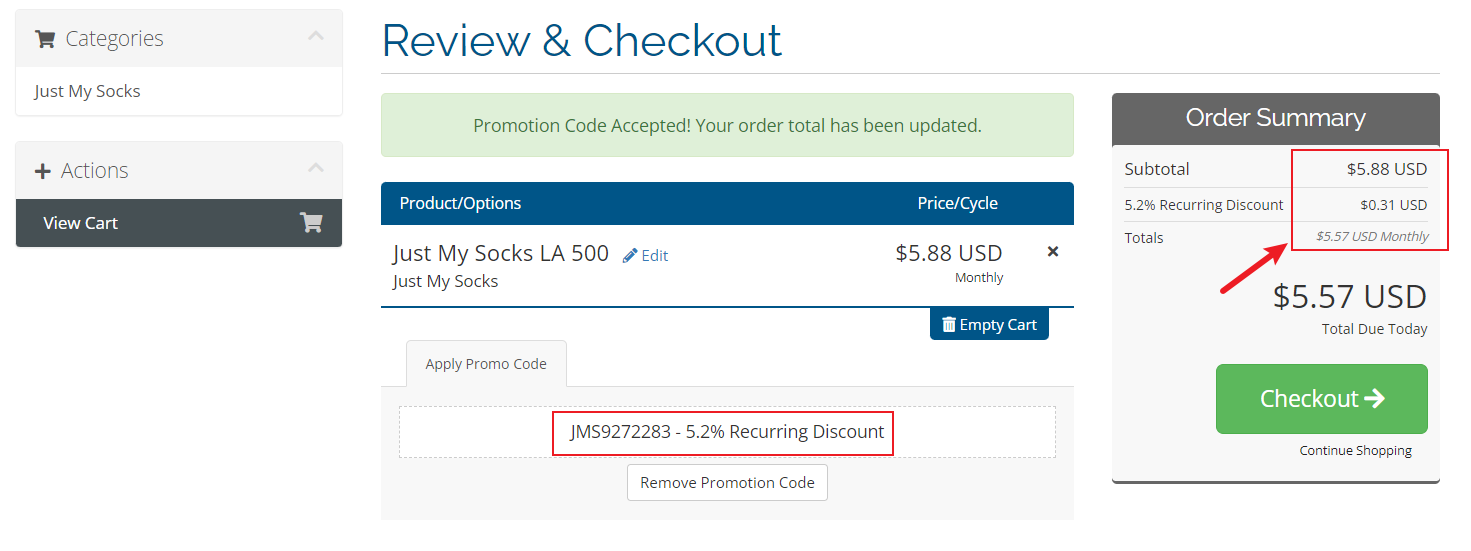 Categories
Just My Socks
Actions
View Cart
Review & Checkout
Promotion Code Accepted! Your order total has been updated.
Product/Options Price/Cycle
Just My Socks LA 500 Edit $5.88 USD
Just My Socks Monthly
Empty Cart
Apply Promo Code
JMS9272283 - 5.2% Recurring Discount
Remove Promotion Code
Order Summary
Subtotal $5.88 USD
5.2% Recurring Discount $0.31 USD
Totals $5.57 USD Monthly
$5.57 USD
Total Due Today
Checkout
Continue Shopping